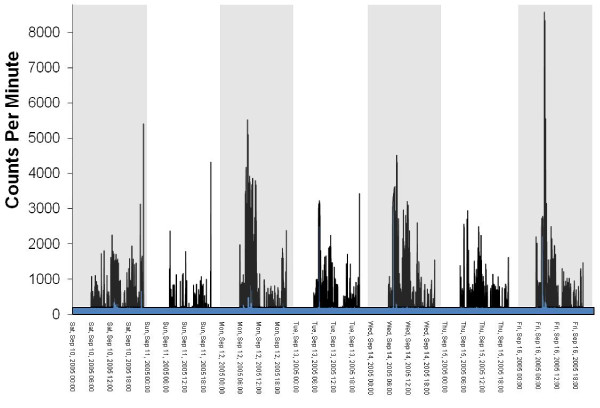 Counts Per Minute
8000
7000
6000
5000
4000
3000
2000
1000
0
Sat, Sep 10, 2005 00:00
Sat, Sep 10, 2005 06:00
Sat, Sep 10, 2005 12:00
Sat, Sep 10, 2005 18:00
Sun, Sep 11, 2005 00:00
Sun, Sep 11, 2005 06:00
Sun, Sep 11, 2005 12:00
Sun, Sep 11, 2005 18:00
Mon, Sep 12, 2005 00:00
Mon, Sep 12, 2005 06:00
Mon, Sep 12, 2005 12:00
Mon, Sep 12, 2005 18:00
Tue, Sep 13, 2005 00:00
Tue, Sep 13, 2005 06:00
Tue, Sep 13, 2005 12:00
Tue, Sep 13, 2005 18:00
Wed, Sep 14, 2005 00:00
Wed, Sep 14, 2005 06:00
Wed, Sep 14, 2005 12:00
Wed, Sep 14, 2005 18:00
Thu, Sep 15, 2005 00:00
Thu, Sep 15, 2005 06:00
Thu, Sep 15, 2005 12:00
Thu, Sep 15, 2005 18:00
Fri, Sep 16, 2005 00:00
Fri, Sep 16, 2005 06:00
Fri, Sep 16, 2005 12:00
Fri, Sep 16, 2005 18:00